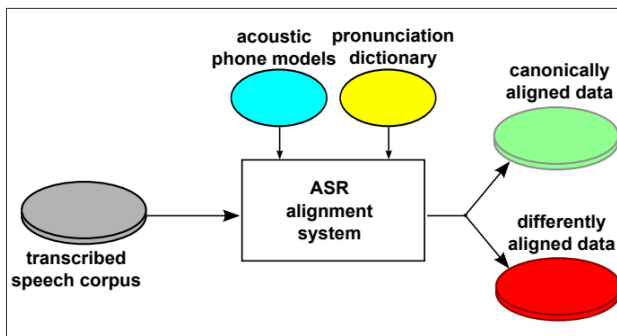 acoustic
phone models
pronunciation
dictionary
canonically
aligned data
ASR
alignment
system
transcribed
speech corpus
differently
aligned data